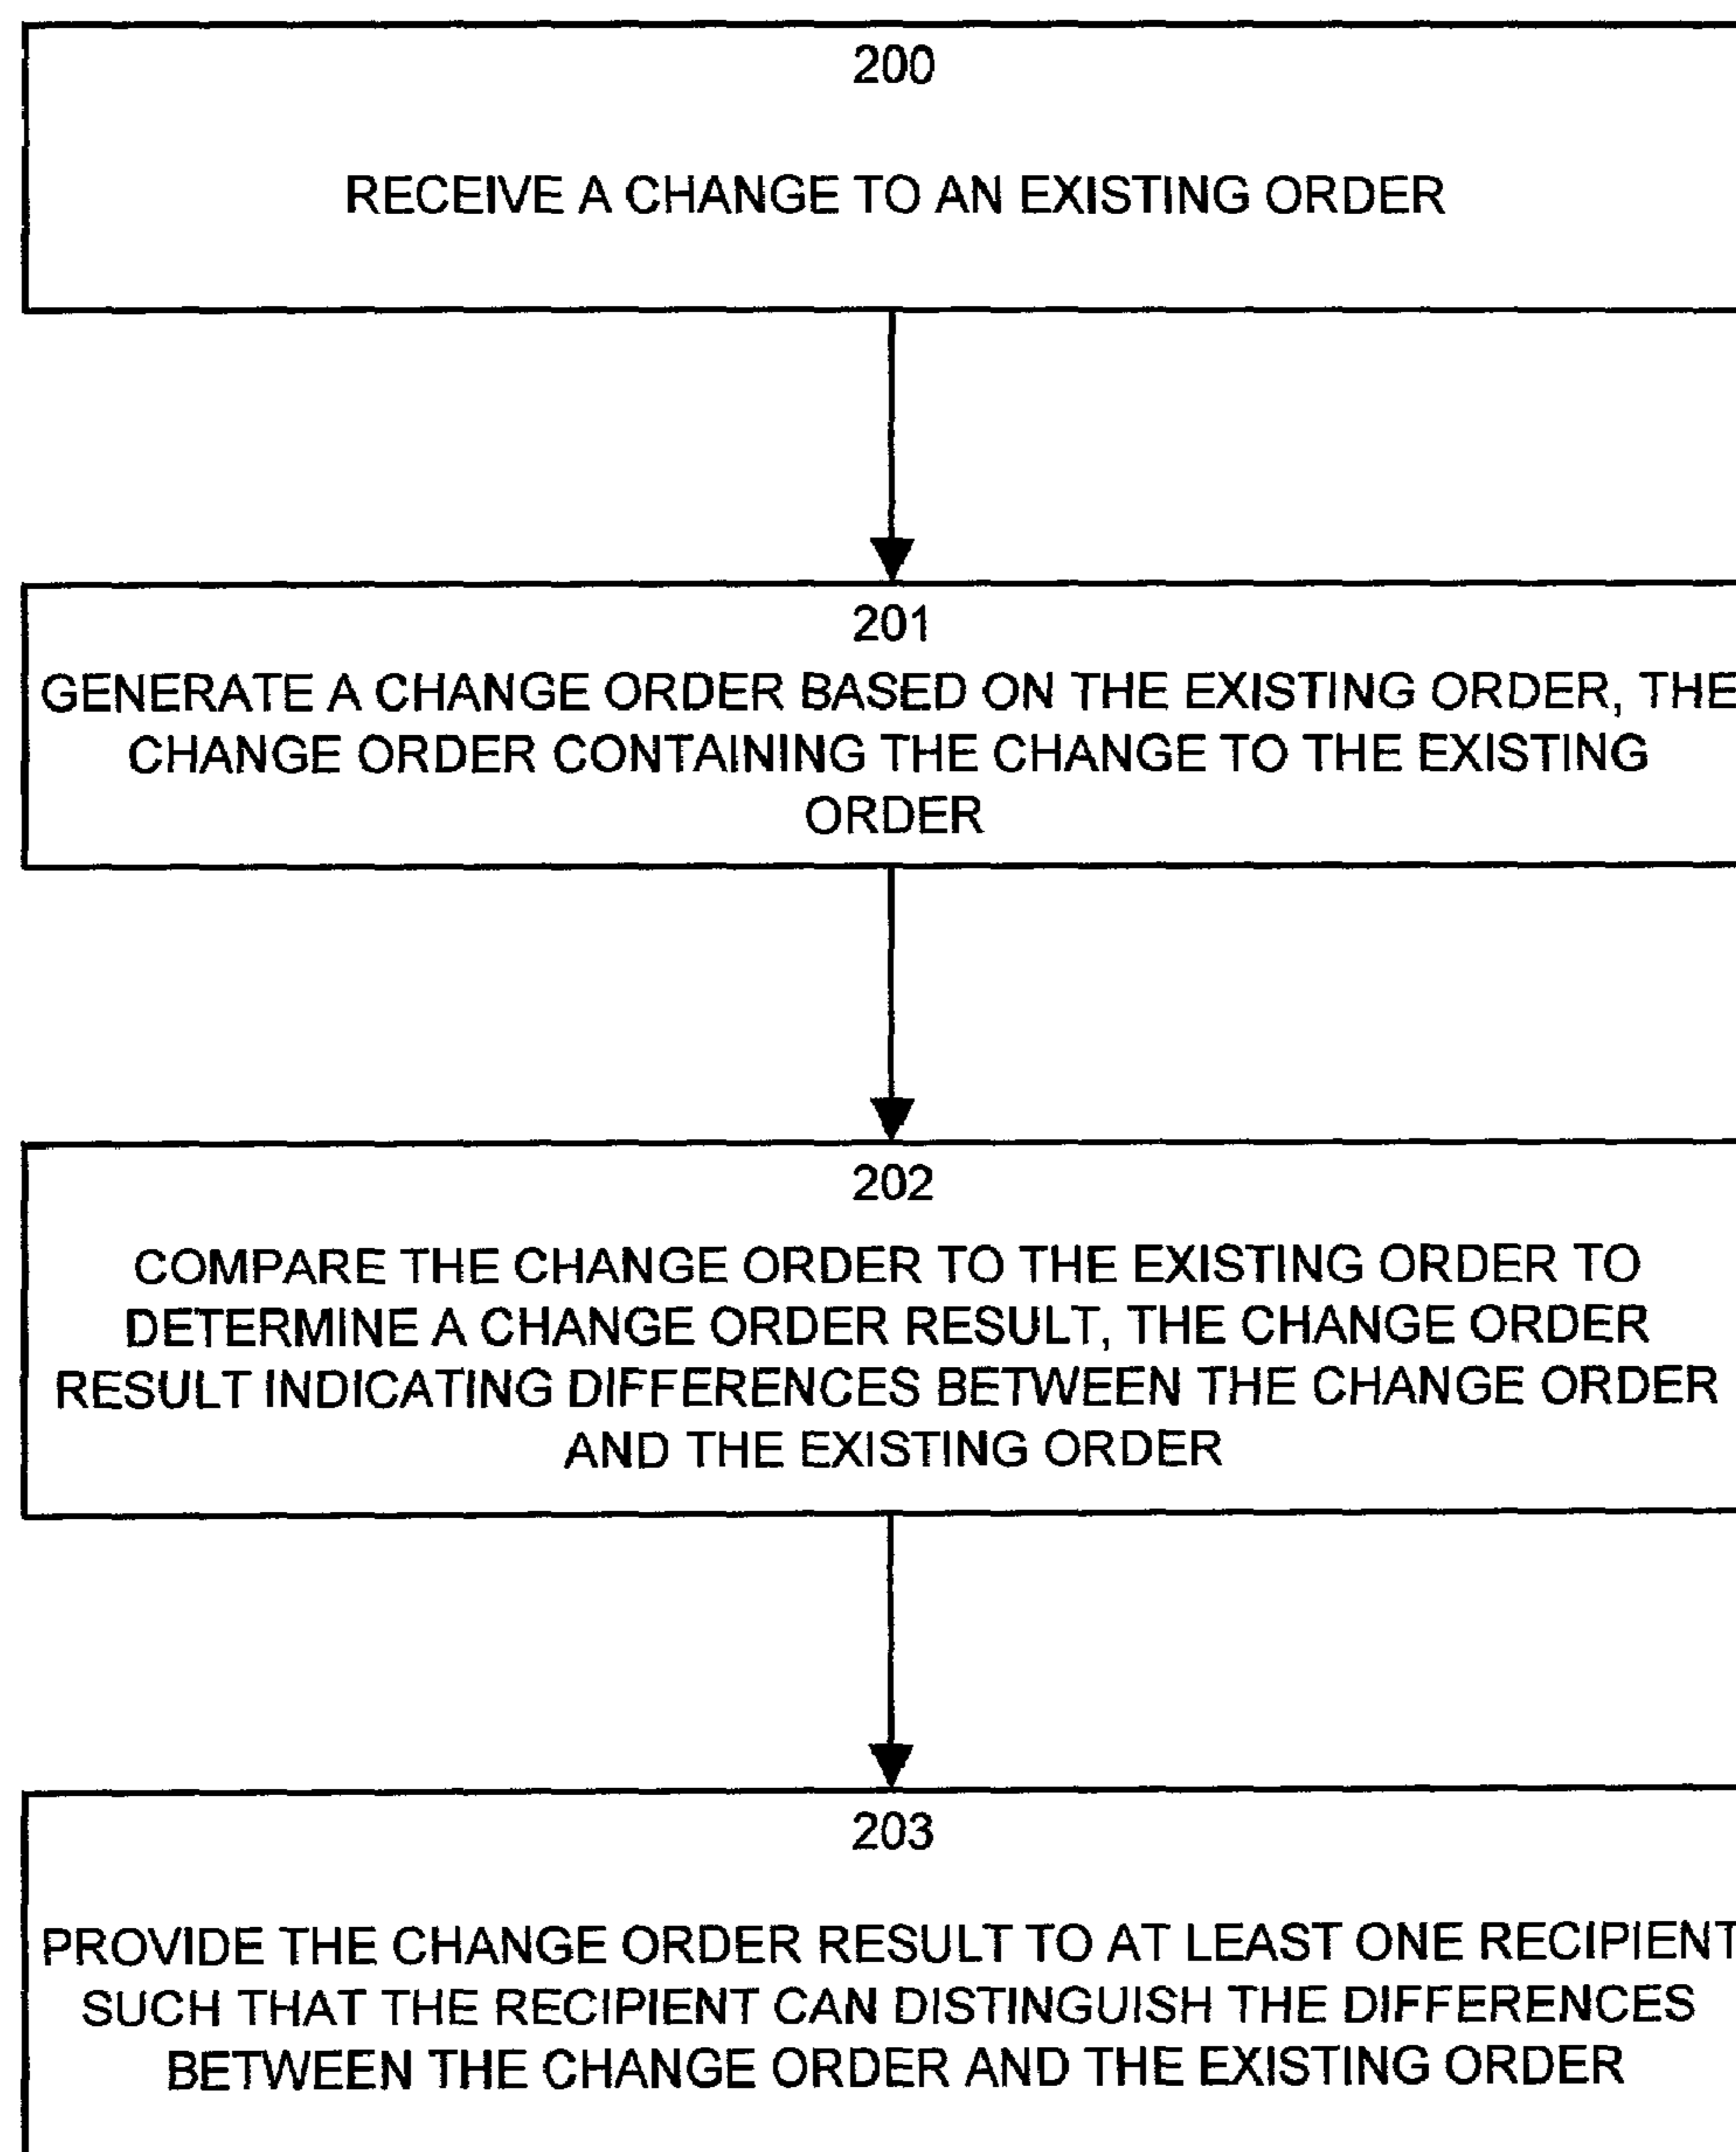 200
RECEIVE A CHANGE TO AN EXISTING ORDER
201
GENERATE A CHANGE ORDER BASED ON THE EXISTING ORDER, THE
CHANGE ORDER CONTAINING THE CHANGE TO THE EXISTING
ORDER
202
COMPARE THE CHANGE ORDER TO THE EXISTING ORDER TO
DETERMINE A CHANGE ORDER RESULT, THE CHANGE ORDER
RESULT INDICATING DIFFERENCES BETWEEN THE CHANGE ORDER
AND THE EXISTING ORDER
203
PROVIDE THE CHANGE ORDER RESULT TO AT LEAST ONE RECIPIENT
SUCH THAT THE RECIPIENT CAN DISTINGUISH THE DIFFERENCES
BETWEEN THE CHANGE ORDER AND THE EXISTING ORDER